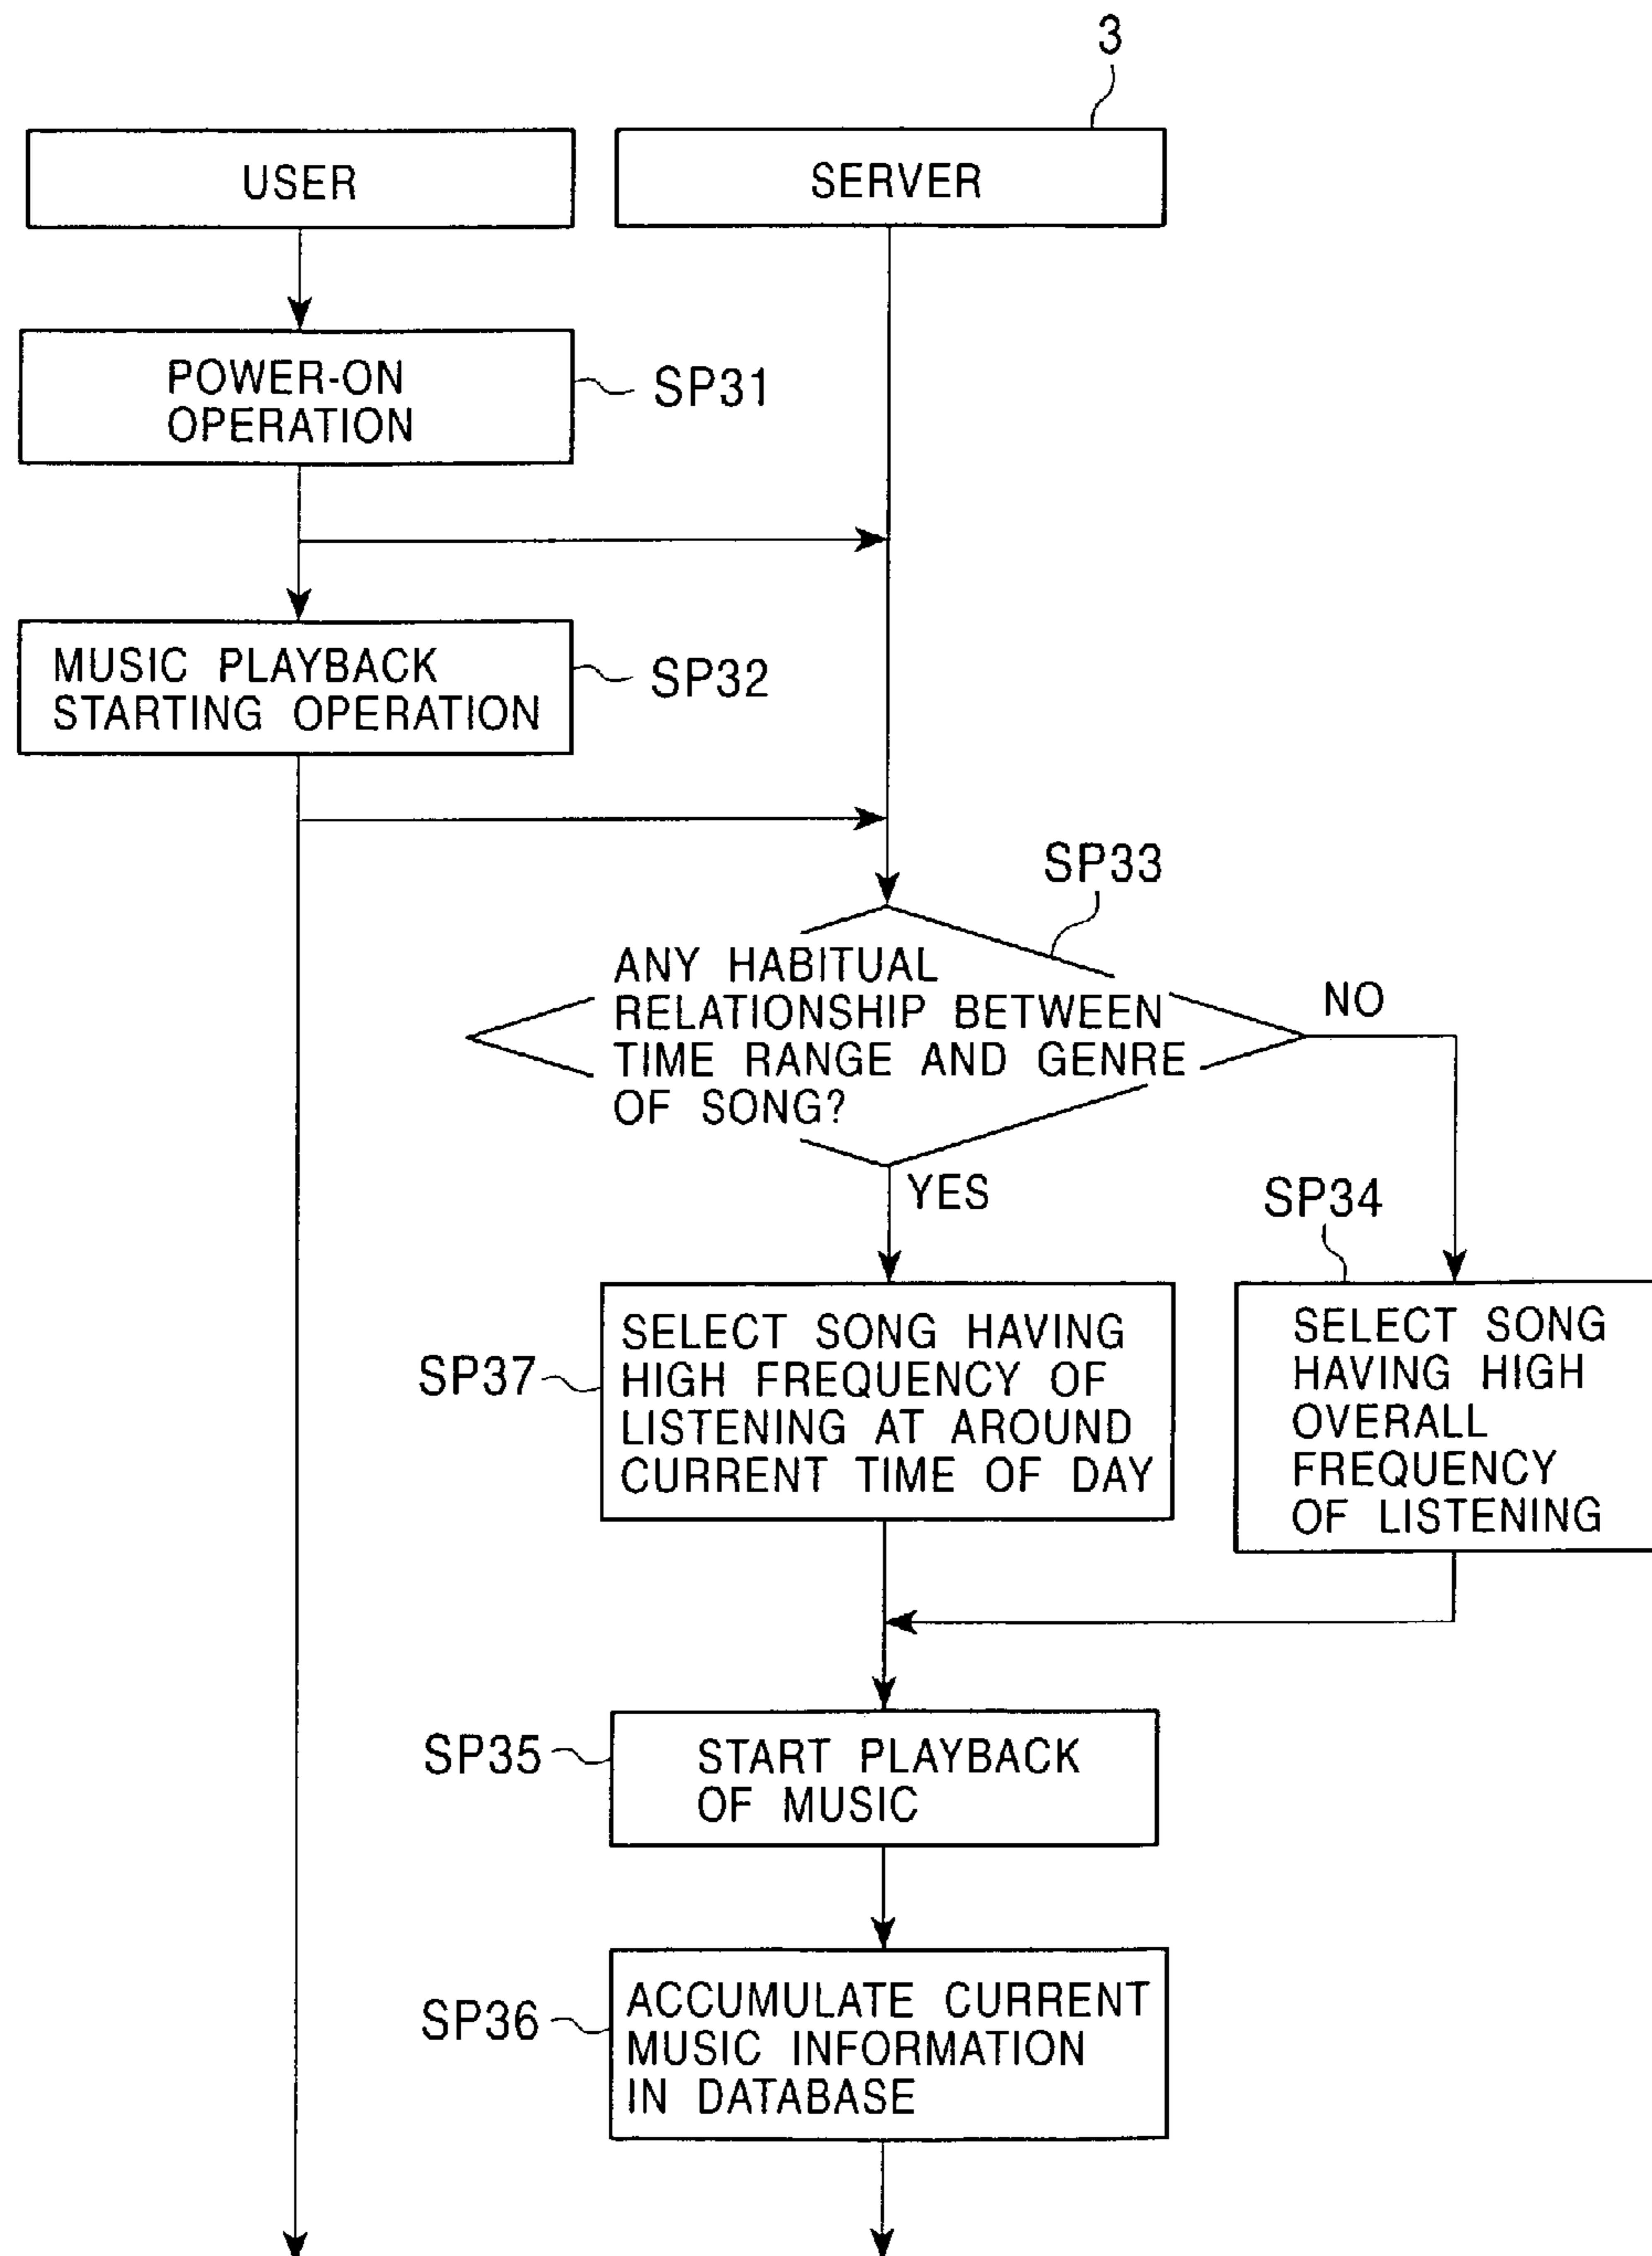 3
USER
SERVER
POWER-ON
OPERATION
SP31
MUSIC PLAYBACK
STARTING OPERATION
SP32
SP33
ANY HABITUAL
RELATIONSHIP BETWEEN
TIME RANGE AND GENRE
OF SONG?
NO
YES
SP34
SP37
SELECT SONG HAVING
HIGH FREQUENCY OF
LISTENING AT AROUND
CURRENT TIME OF DAY
SELECT SONG
HAVING HIGH
OVERALL
FREQUENCY
OF LISTENING
SP35
START PLAYBACK
OF MUSIC
SP36
ACCUMULATE CURRENT
MUSIC INFORMATION
IN DATABASE